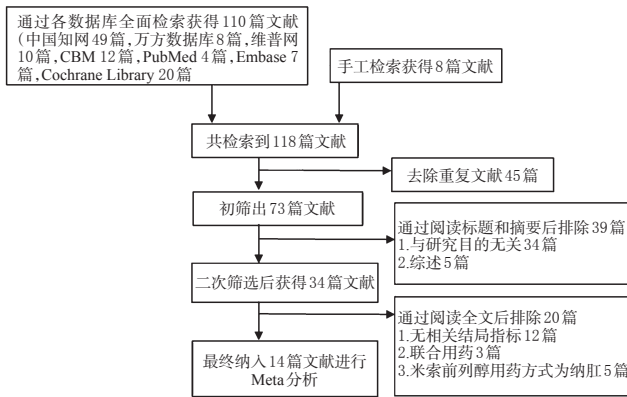 通过各数据库全面检索获得110篇文献
(中国知网49篇,万方数据库8篇,维普网
10篇,CBM 12篇,PubMed 4篇,Embase 7
篇,Cochrane Library 20篇
手工检索获得8篇文献
共检索到118篇文献
去除重复文献45篇
初筛出73篇文献
通过阅读标题和摘要后排除39篇
1.与研究目的无关34篇
2.综述5篇
二次筛选后获得34篇文献
通过阅读全文后排除20篇
1.无相关结局指标12篇
2.联合用药3篇
3.米索前列醇用药方式为纳肛5篇
最终纳入14篇文献进行
Meta分析